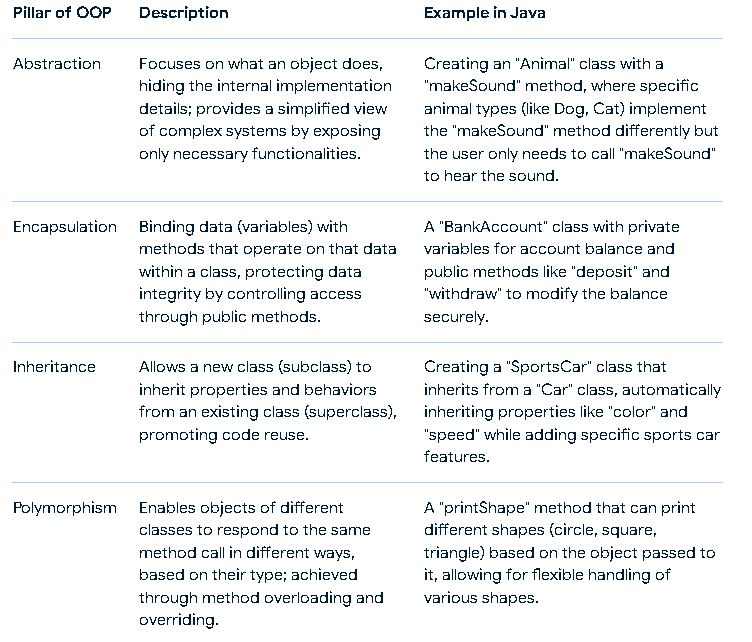 Pillar of OOP Description Example in Java
Abstraction Focuses on what an object does, Creating an "Animal" class with a
hiding the internal implementation "makeSound" method, where specific
details; provides a simplified view animal types (like Dog, Cat) implement
of complex systems by exposing the "makeSound" method differently but
only necessary functionalities. the user only needs to call "makeSound"
to hear the sound.
Encapsulation Binding data (variables) with A "BankAccount" class with private
methods that operate on that data variables for account balance and
within a class, protecting data public methods like "deposit" and
integrity by controlling access "withdraw" to modify the balance
through public methods. securely.
Inheritance Allows a new class (subclass) to Creating a "SportsCar" class that
inherit properties and behaviors inherits from a "Car" class, automatically
from an existing class (superclass), inheriting properties like "color" and
promoting code reuse. "speed" while adding specific sports car
features.
Polymorphism Enables objects of different A "printShape" method that can print
classes to respond to the same different shapes (circle, square,
method call in different ways, triangle) based on the object passed to
based on their type; achieved it, allowing for flexible handling of
through method overloading and various shapes.
overriding.